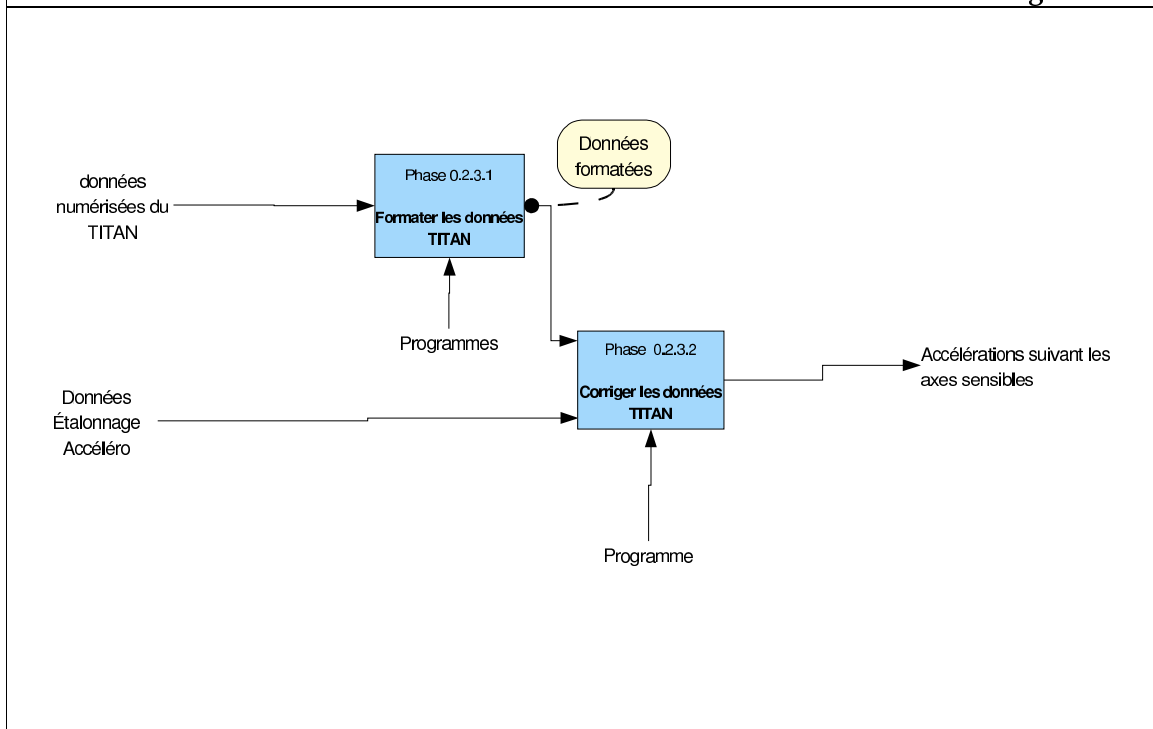 Données
formatées
Phase 0.2.3.1
Formater les données
TITAN
données
numérisées du
TITAN
Programmes
Phase 0.2.3.2
Corriger les données
TITAN
Accélérations suivant les
axes sensibles
Données
Étalonnage
Accéléro
Programme